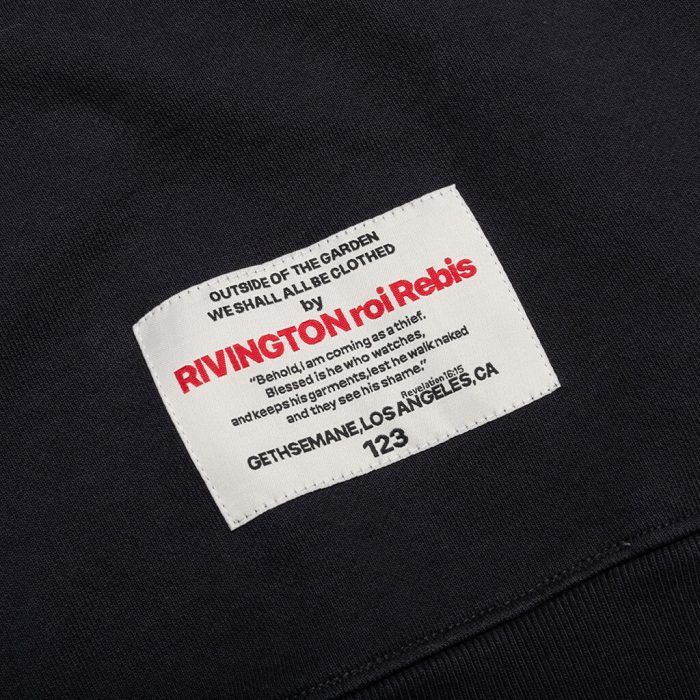 OUTSIDE OF THE GARDEN
WE SHALL ALL BE CLOTHED
by
RIVINGTON roi Rebis
"Behold, I am coming as a thief.
Blessed is he who watches,
and keeps his garments, lest he walk naked
and they see his shame."
Revelation 16:15
GETHSEMANE, LOS ANGELES, CA
123